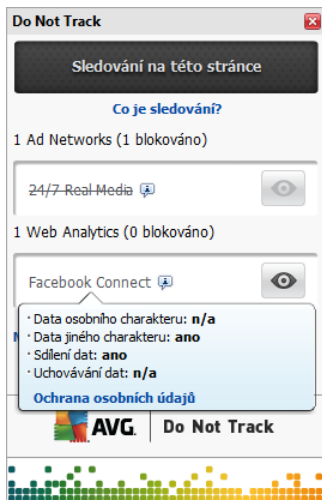 Do Not Track
Sledování na této stránce
Co je sledování?
1 Ad Networks (1 blokováno)
24/7 Real Media
1 Web Analytics (0 blokováno)
Facebook Connect
· Data osobního charakteru: n/a
· Data jiného charakteru: ano
· Sdílení dat: ano
· Uchovávání dat: n/a
Ochrana osobních údajů
AVG. Do Not Track